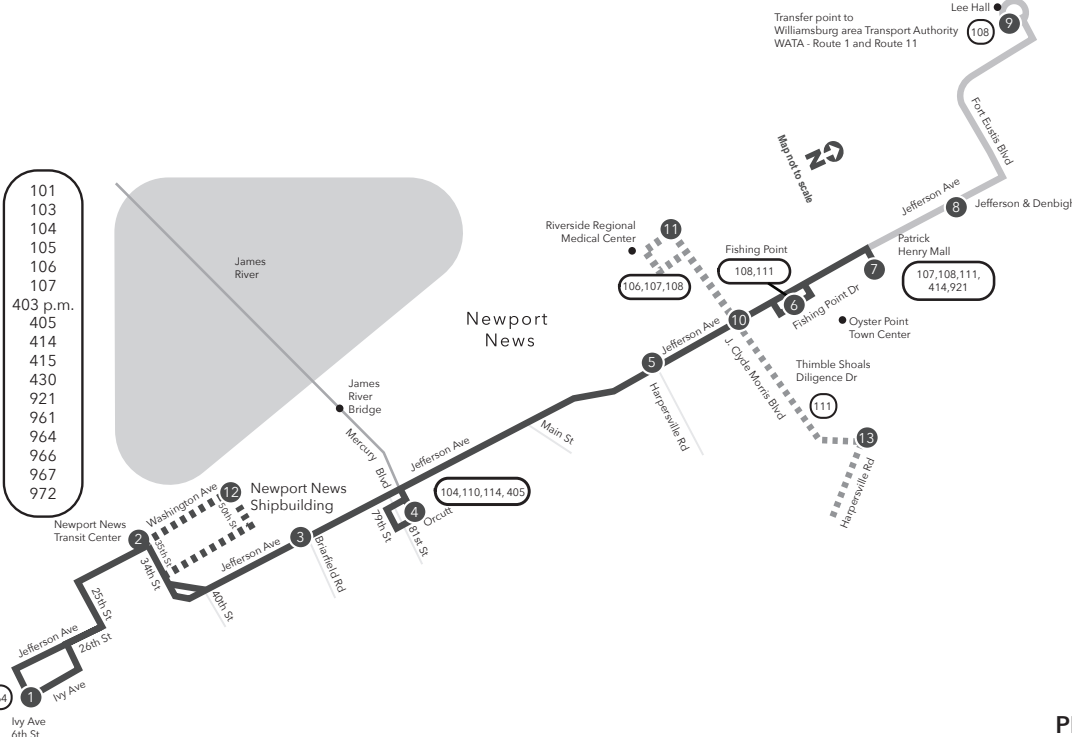 Lee Hall
Transfer point to
Williamsburg area Transport Authority
WATA - Route 1 and Route 11
108
9
Fort Eustis Blvd
Map not to scale
N
Jefferson Ave
8
Jefferson & Denbigh
101
103
104
105
106
107
403 p.m.
405
414
415
430
921
961
964
966
967
972
James
River
Riverside Regional
Medical Center
11
106,107,108
Fishing Point
108,111
Patrick
Henry Mall
7
107,108,111,
414,921
6
Fishing Point Dr
Oyster Point
Town Center
Newport
News
10
Jefferson Ave
5
J. Clyde Morris Blvd
Harpersville Rd
Thimble Shoals
Diligence Dr
111
13
Harpersville Rd
James
River
Bridge
Mercury Blvd
Jefferson Ave
Main St
104,110,114, 405
4
Orcutt
79th St
81st St
12
Newport News
Shipbuilding
Washington Ave
50th St
Newport News
Transit Center
2
35th St
34th St
Jefferson Ave
3
Briarfield Rd
40th St
25th St
Jefferson Ave
26th St
1
Ivy Ave
Ivy Ave
6th St